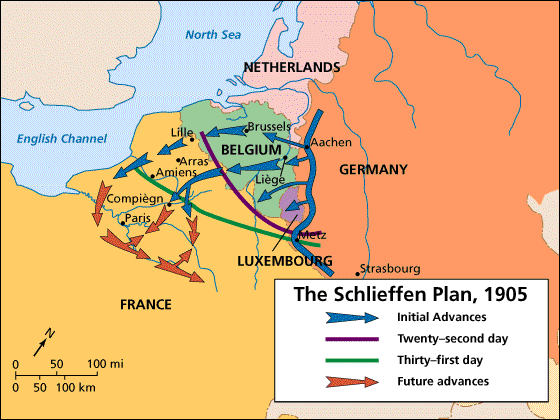 North Sea
NETHERLANDS
English Channel
Lille
Brussels
BELGIUM
Aachen
Arras
GERMANY
Amiens
Liège
Compiègn
Paris
Metz
LUXEMBOURG
Strasbourg
FRANCE
The Schlieffen Plan, 1905
Initial Advances
Twenty–second day
Thirty–first day
Future advances
N
0 50 100 mi
0 50 100 km